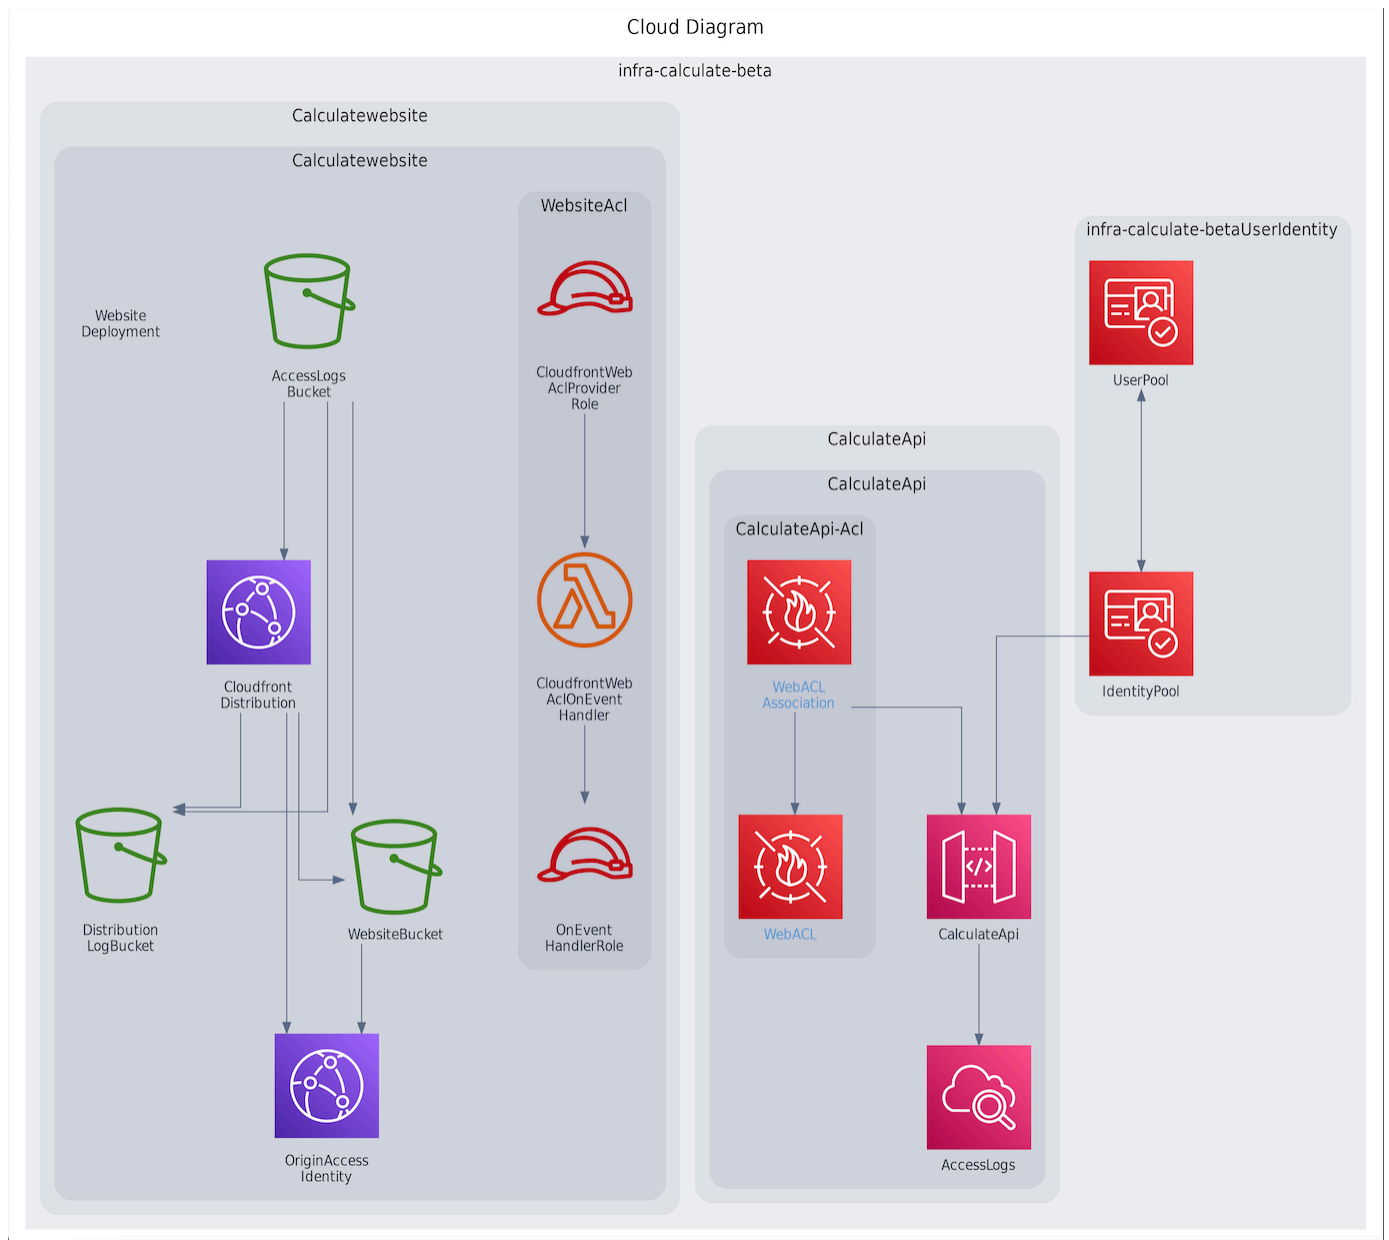 Cloud Diagram
infra-calculate-beta
Calculatewebsite
Calculatewebsite
WebsiteAcl
Website
Deployment
AccessLogs
Bucket
CloudfrontWeb
AclProvider
Role
Cloudfront
Distribution
CloudfrontWeb
AclOnEvent
Handler
Distribution
LogBucket
WebsiteBucket
OnEvent
HandlerRole
OriginAccess
Identity
CalculateApi
CalculateApi
CalculateApi-Acl
WebACL
Association
WebACL
CalculateApi
AccessLogs
infra-calculate-betaUserIdentity
UserPool
IdentityPool